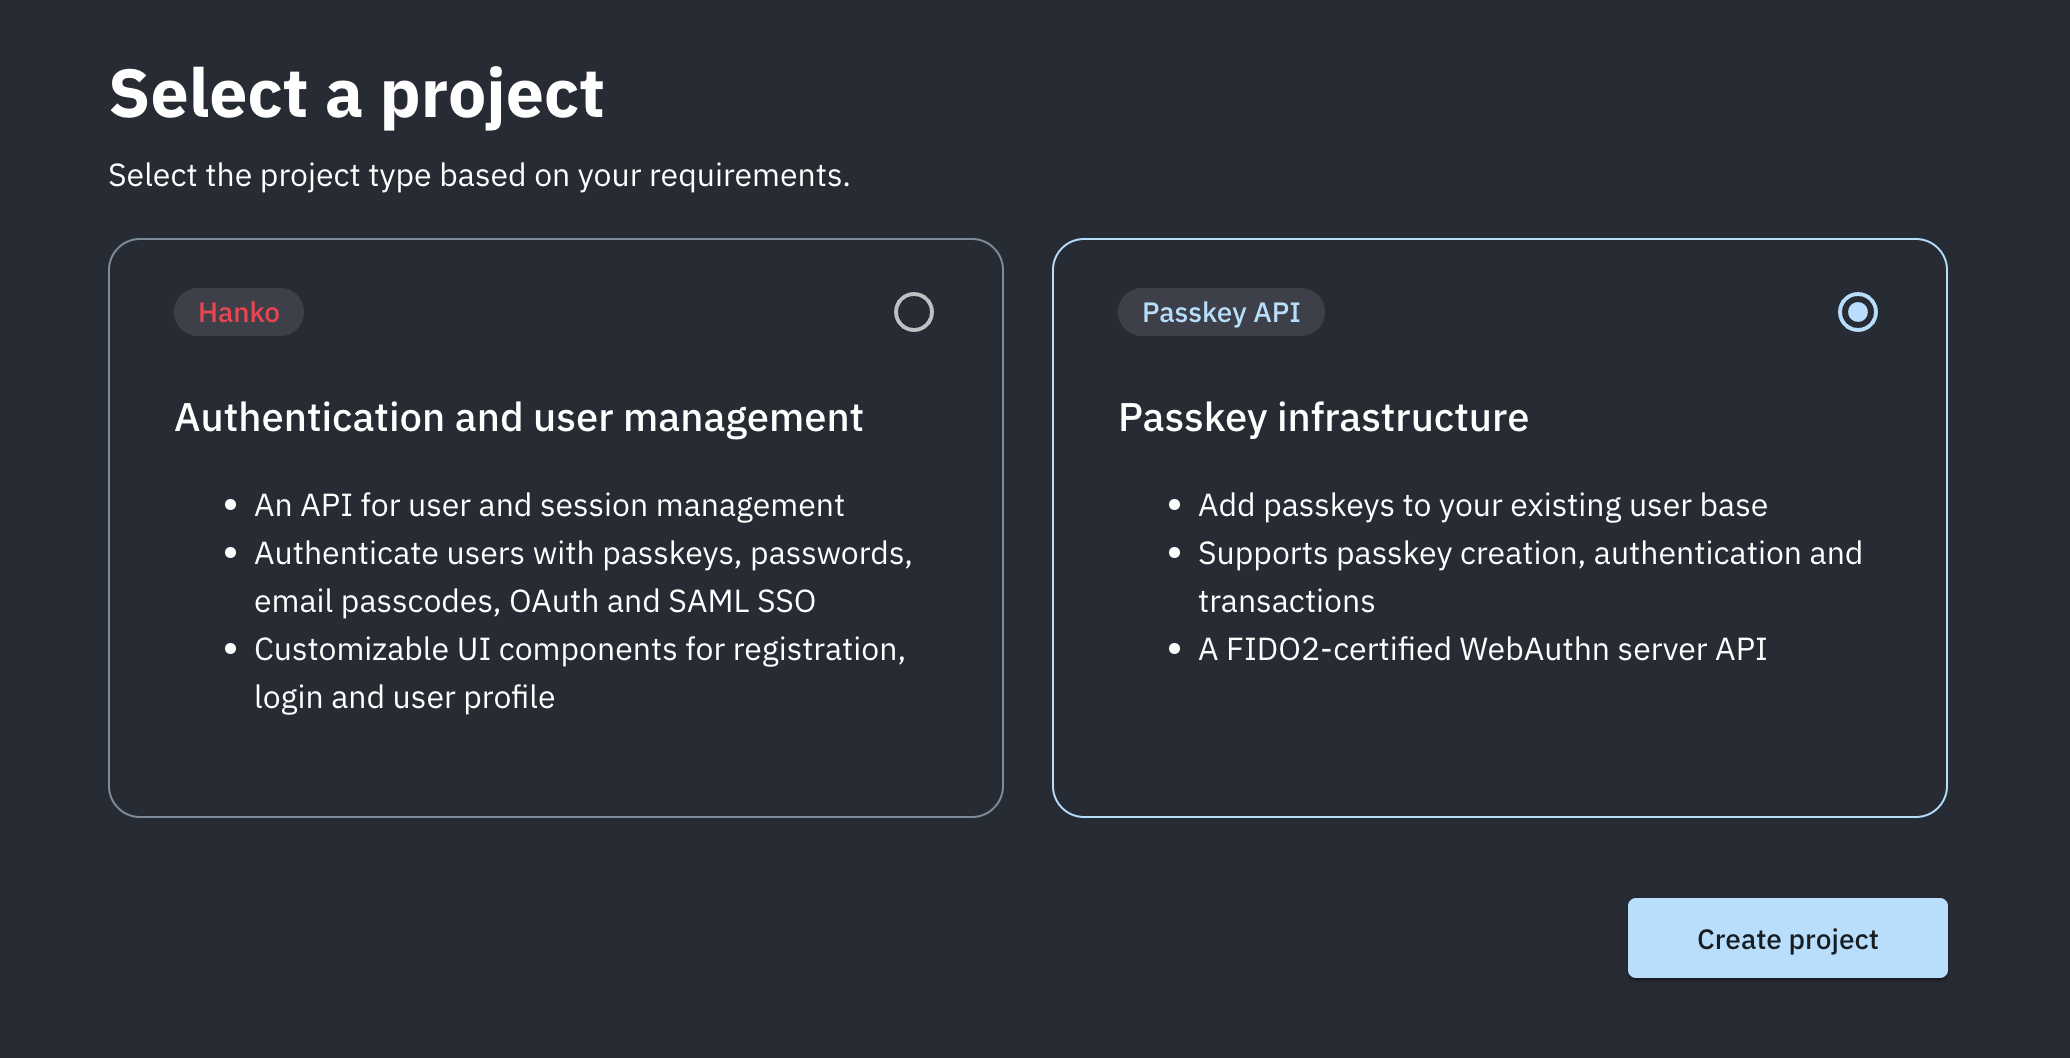 Select a project
Select the project type based on your requirements.
Hanko
Authentication and user management
• An API for user and session management
• Authenticate users with passkeys, passwords,
email passcodes, OAuth and SAML SSO
• Customizable UI components for registration,
login and user profile
Passkey API
Passkey infrastructure
• Add passkeys to your existing user base
• Supports passkey creation, authentication and
transactions
• A FIDO2-certified WebAuthn server API
Create project